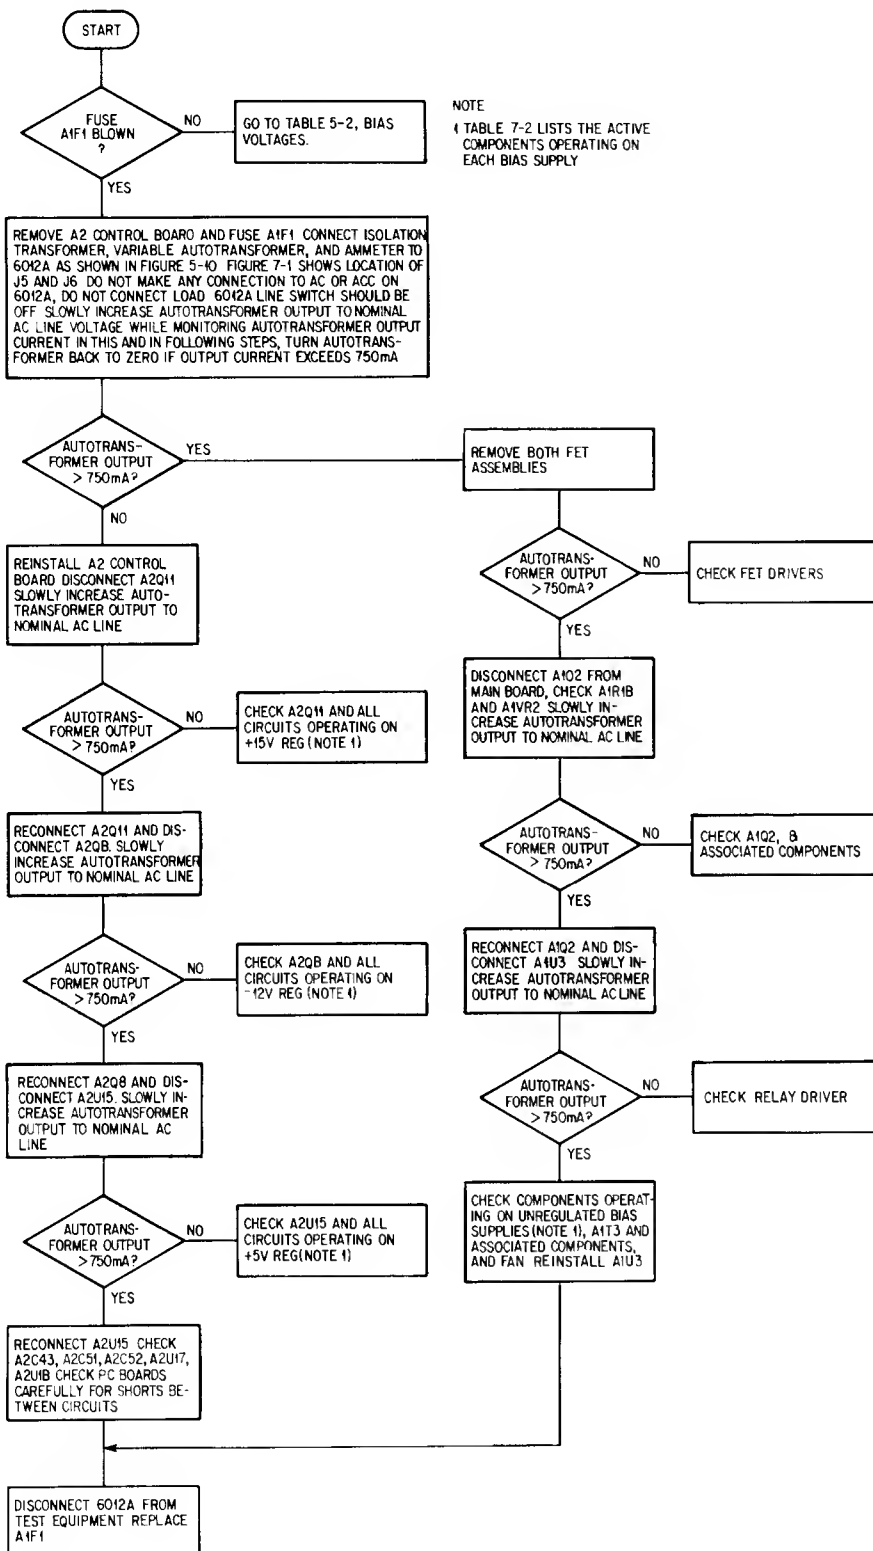 START
FUSE
A1F1 BLOWN
?
NO
GO TO TABLE 5-2, BIAS
VOLTAGES.
NOTE
1 TABLE 7-2 LISTS THE ACTIVE
COMPONENTS OPERATING ON
EACH BIAS SUPPLY
YES
REMOVE A2 CONTROL BOARD AND FUSE A1F1 CONNECT ISOLATION
TRANSFORMER, VARIABLE AUTOTRANSFORMER, AND AMMETER TO
6012A AS SHOWN IN FIGURE 5-10 FIGURE 7-1 SHOWS LOCATION OF
J5 AND J6 DO NOT MAKE ANY CONNECTION TO AC OR ACC ON
6012A, DO NOT CONNECT LOAD 6012A LINE SWITCH SHOULD BE
OFF SLOWLY INCREASE AUTOTRANSFORMER OUTPUT TO NOMINAL
AC LINE VOLTAGE WHILE MONITORING AUTOTRANSFORMER OUTPUT
CURRENT IN THIS AND IN FOLLOWING STEPS, TURN AUTOTRANS-
FORMER BACK TO ZERO IF OUTPUT CURRENT EXCEEDS 750mA
AUTOTRANS-
FORMER OUTPUT
> 750mA?
YES
NO
REINSTALL A2 CONTROL
BOARD DISCONNECT A2Q11
SLOWLY INCREASE AUTO-
TRANSFORMER OUTPUT TO
NOMINAL AC LINE
AUTOTRANS-
FORMER OUTPUT
> 750mA?
NO
CHECK A2Q11 AND ALL
CIRCUITS OPERATING ON
+15V REG (NOTE 1)
YES
RECONNECT A2Q11 AND DIS-
CONNECT A2QB. SLOWLY
INCREASE AUTOTRANSFORMER
OUTPUT TO NOMINAL AC LINE
AUTOTRANS-
FORMER OUTPUT
> 750mA?
NO
CHECK A2QB AND ALL
CIRCUITS OPERATING ON
-12V REG (NOTE 1)
YES
RECONNECT A2Q8 AND DIS-
CONNECT A2U15. SLOWLY IN-
CREASE AUTOTRANSFORMER
OUTPUT TO NOMINAL AC
LINE
AUTOTRANS-
FORMER OUTPUT
>750mA?
NO
CHECK A2U15 AND ALL
CIRCUITS OPERATING ON
+5V REG(NOTE 1)
YES
RECONNECT A2U15 CHECK
A2C43, A2C51, A2C52, A2U17,
A2U1B CHECK PC BOARDS
CAREFULLY FOR SHORTS BE-
TWEEN CIRCUITS
REMOVE BOTH FET
ASSEMBLIES
AUTOTRANS-
FORMER OUTPUT
>750mA?
NO
CHECK FET DRIVERS
YES
DISCONNECT A1Q2 FROM
MAIN BOARD, CHECK A1R1B
AND A1VR2 SLOWLY IN-
CREASE AUTOTRANSFORMER
OUTPUT TO NOMINAL AC LINE
AUTOTRANS-
FORMER OUTPUT
>750mA?
NO
CHECK A1Q2, &
ASSOCIATED COMPONENTS
YES
RECONNECT A1Q2 AND DIS-
CONNECT A1U3 SLOWLY IN-
CREASE AUTOTRANSFORMER
OUTPUT TO NOMINAL AC LINE
AUTOTRANS-
FORMER OUTPUT
>750mA?
NO
CHECK RELAY DRIVER
YES
CHECK COMPONENTS OPERAT-
ING ON UNREGULATED BIAS
SUPPLIES (NOTE 1), A1T3 AND
ASSOCIATED COMPONENTS,
AND FAN REINSTALL A1U3
DISCONNECT 6012A FROM
TEST EQUIPMENT REPLACE
A1F1